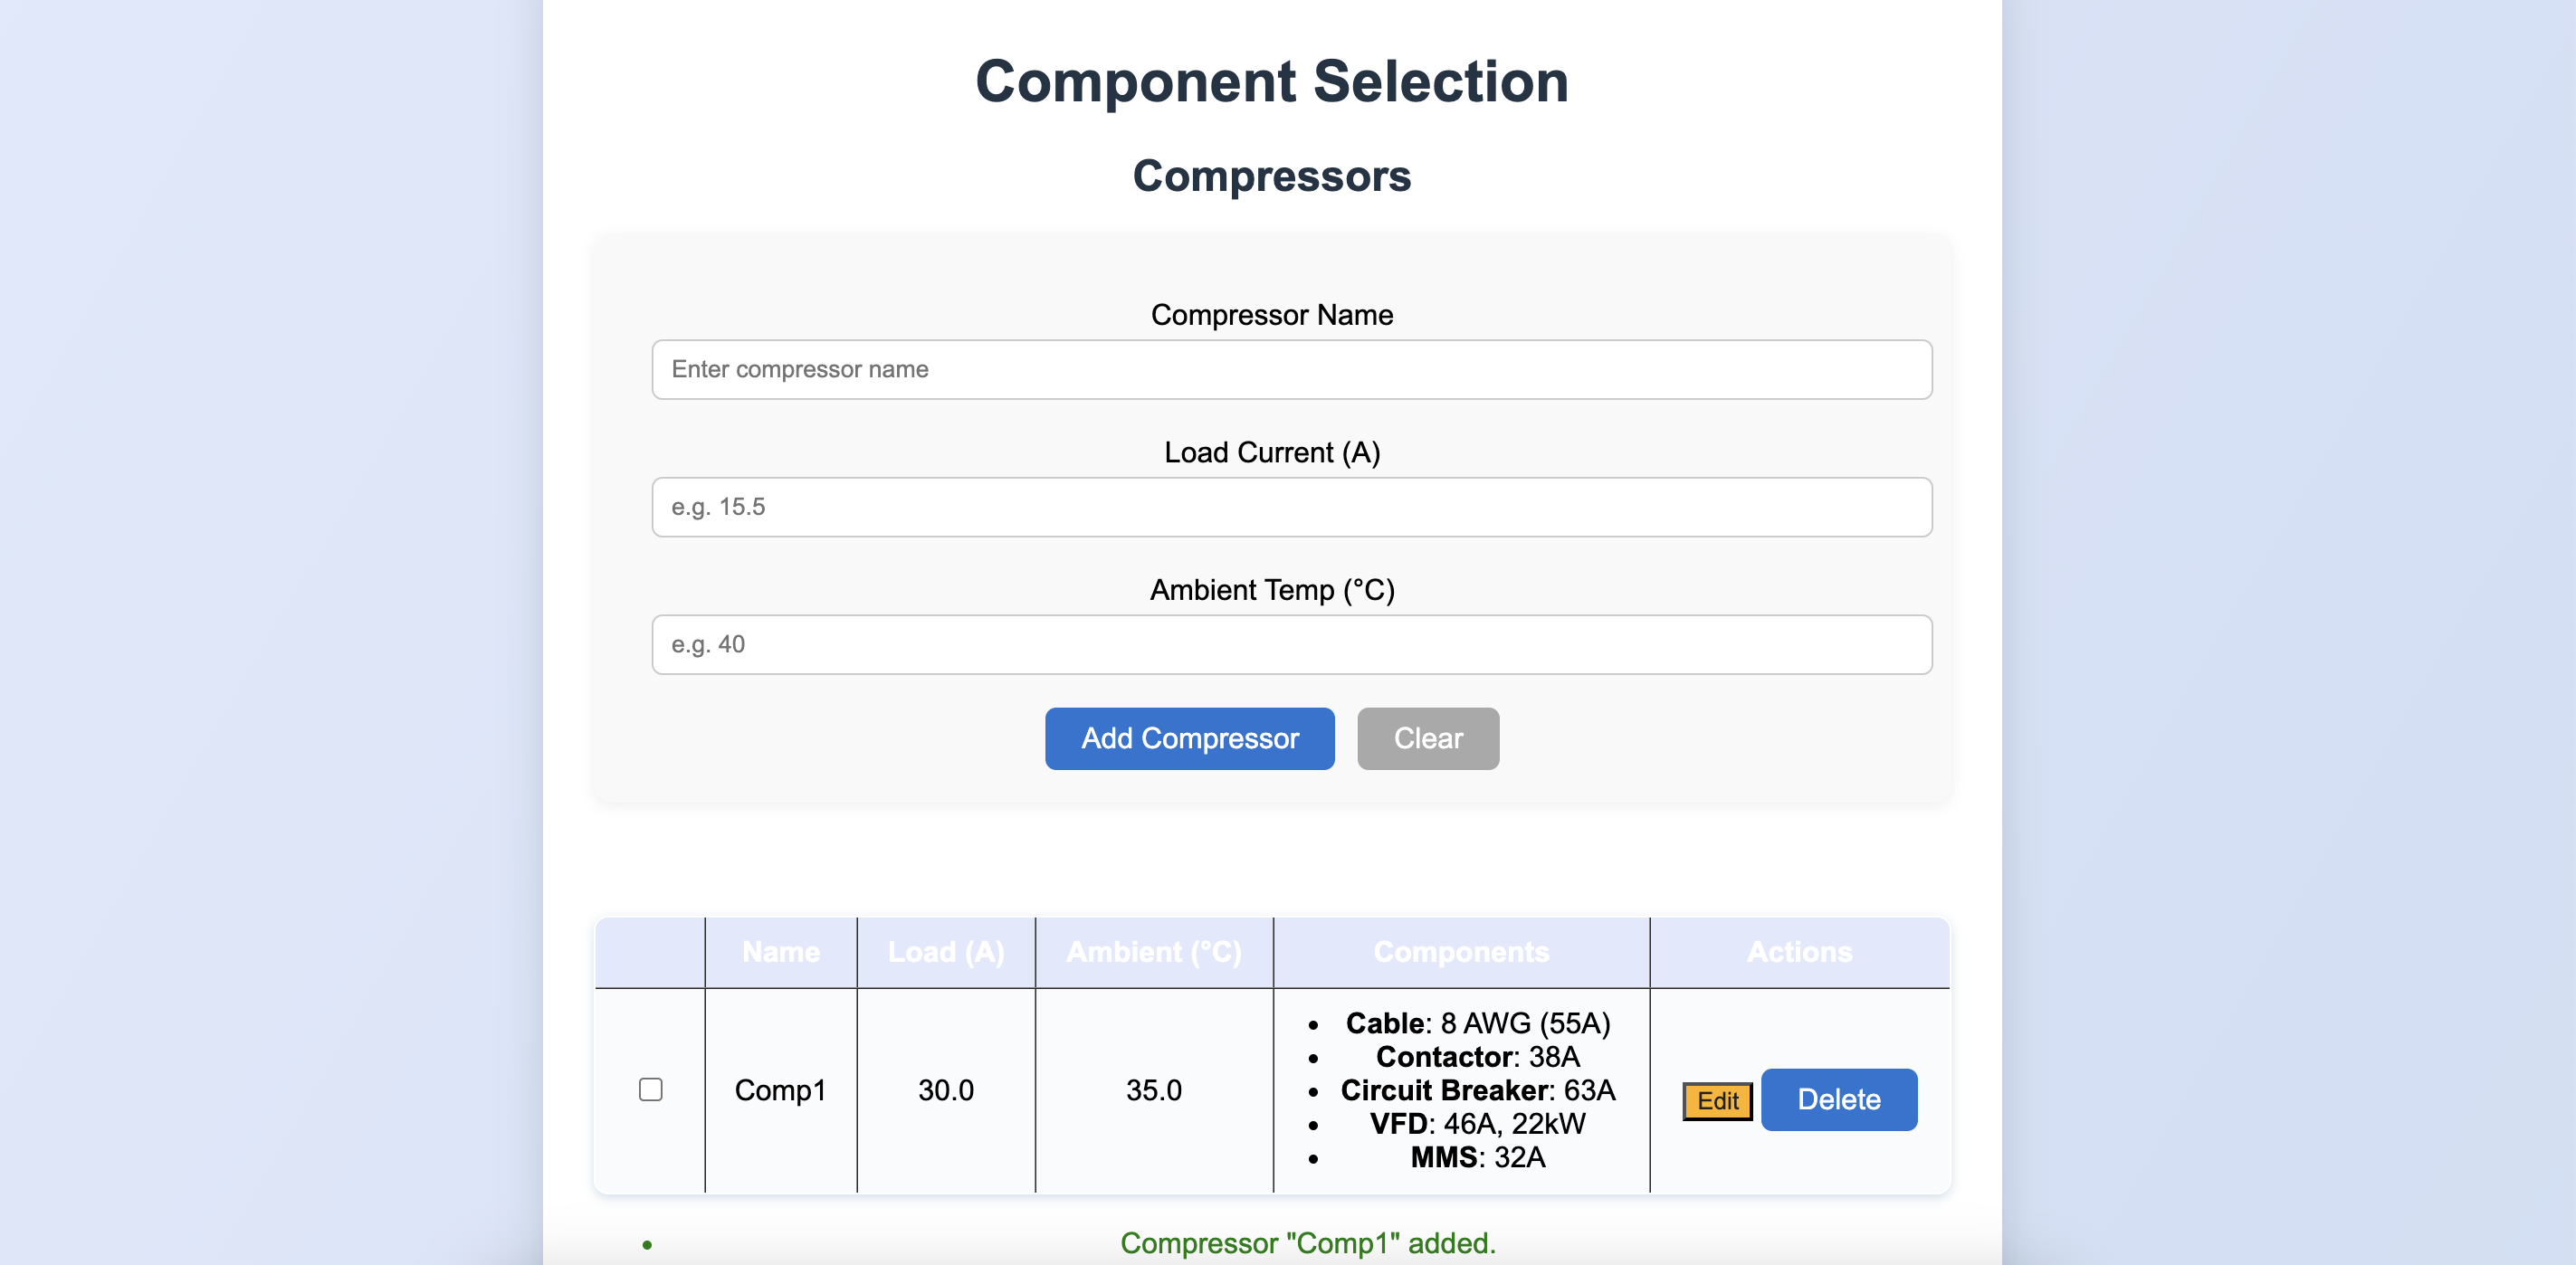 Component Selection
Compressors
Compressor Name
Enter compressor name
Load Current (A)
e.g. 15.5
Ambient Temp (°C)
e.g. 40
Add Compressor Clear
Name Load (A) Ambient (°C) Components Actions
Comp1 30.0 35.0
• Cable: 8 AWG (55A)
• Contactor: 38A
• Circuit Breaker: 63A
• VFD: 46A, 22kW
• MMS: 32A
Edit Delete
• Compressor "Comp1" added.